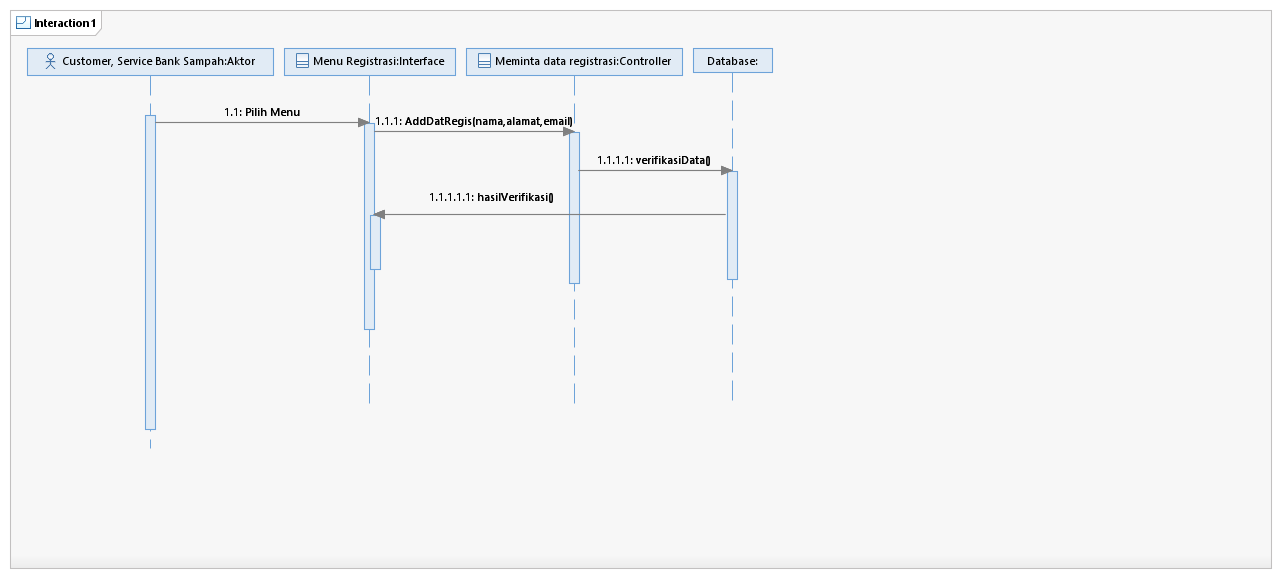 Interaction1
Customer, Service Bank Sampah:Aktor
Menu Registrasi:Interface
Meminta data registrasi:Controller
Database:
1.1: Pilih Menu
1.1.1: AddDatRegis(nama,alamat,email)
1.1.1.1: verifikasiData()
1.1.1.1.1: hasilVerifikasi()